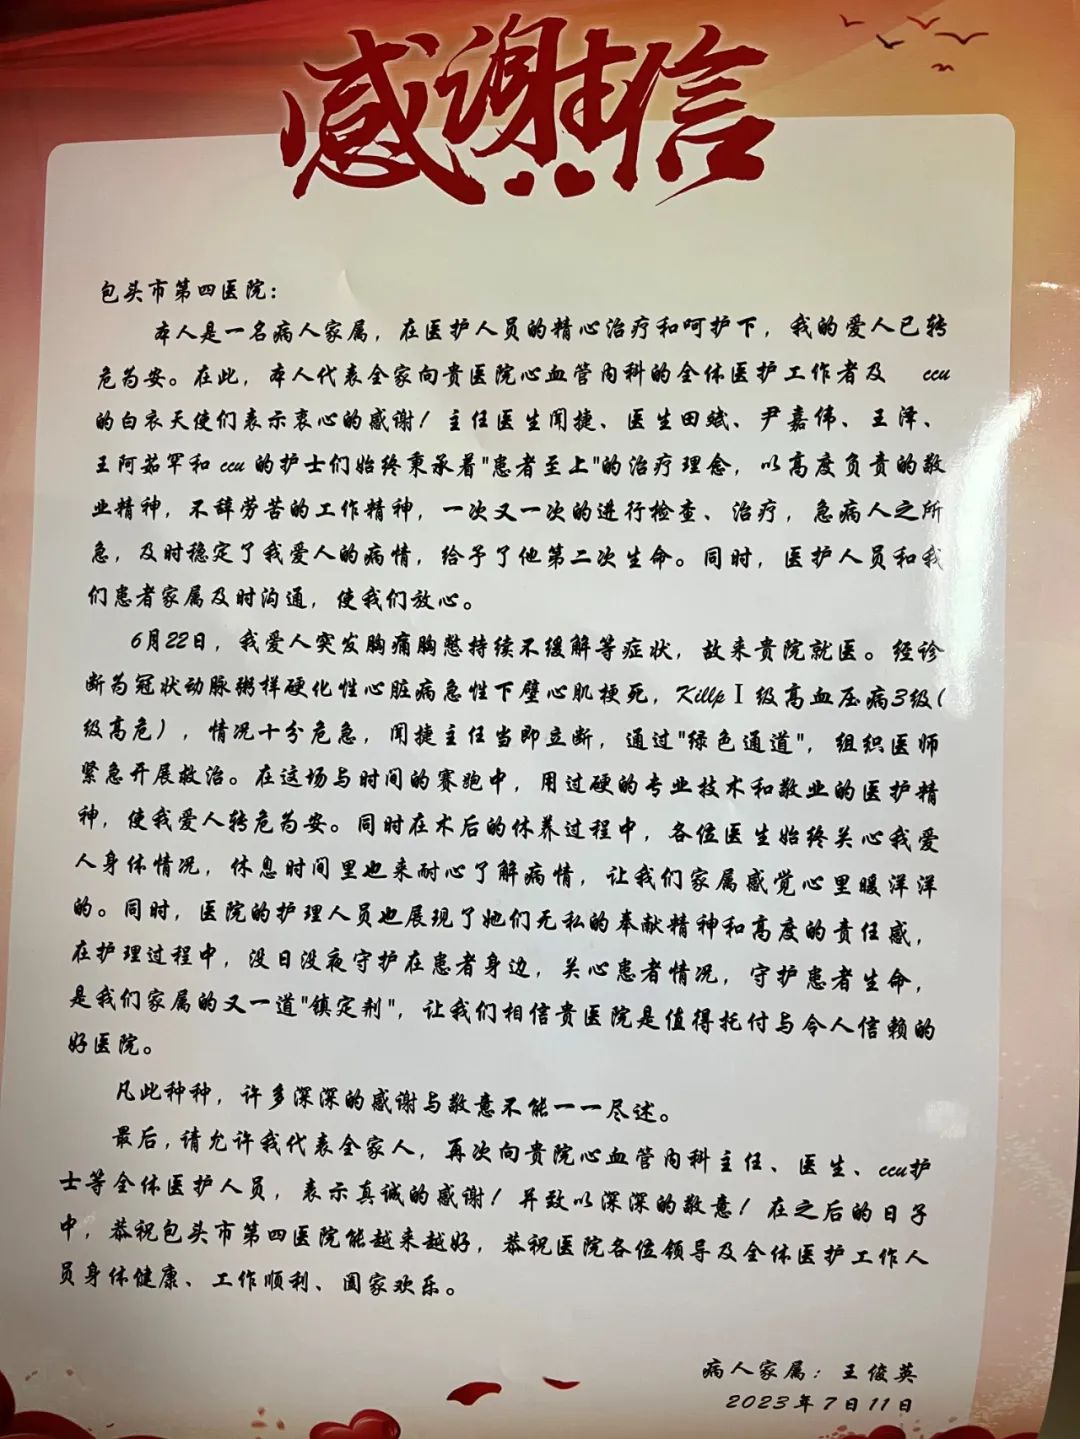 感谢信
包头市第四医院：
本人是一名病人家属，在医护人员的精心治疗和呵护下，我的爱人已转
危为安。在此，本人代表全家向贵医院心血管内科的全体医护工作者及 ccu
的白衣天使们表示衷心的感谢！主任医生闻捷、医生田斌、尹嘉伟、王泽、
王阿茹罕和 ccu 的护士们始终秉承着"患者至上"的治疗理念，以高度负责的敬
业精神，不辞劳苦的工作精神，一次又一次的进行检查、治疗，急病人之所
急，及时稳定了我爱人的病情，给予了他第二次生命。同时，医护人员和我
们患者家属及时沟通，使我们放心。
6月22日，我爱人突发胸痛胸憋持续不缓解等症状，故来贵院就医。经诊
断为冠状动脉粥样硬化性心脏病急性下壁心肌梗死，KillpⅠ级高血压病3级（
级高危），情况十分危急，闻捷主任当即立断，通过"绿色通道"，组织医师
紧急开展救治。在这场与时间的赛跑中，用过硬的专业技术和敬业的医护精
神，使我爱人转危为安。同时在术后的休养过程中，各位医生始终关心我爱
人身体情况，休息时间里也来耐心了解病情，让我们家属感觉心里暖洋洋
的。同时，医院的护理人员也展现了她们无私的奉献精神和高度的责任感，
在护理过程中，没日没夜守护在患者身边，关心患者情况，守护患者生命，
是我们家属的又一道"镇定剂"，让我们相信贵医院是值得托付与令人信赖的
好医院。
凡此种种，许多深深的感谢与敬意不能一一尽述。
最后，请允许我代表全家人，再次向贵院心血管内科主任、医生、ccu护
士等全体医护人员，表示真诚的感谢！并致以深深的敬意！在之后的日子
中，恭祝包头市第四医院能越来越好，恭祝医院各位领导及全体医护工作人
员身体健康、工作顺利、阖家欢乐。
病人家属：王俊英
2023年7日11日